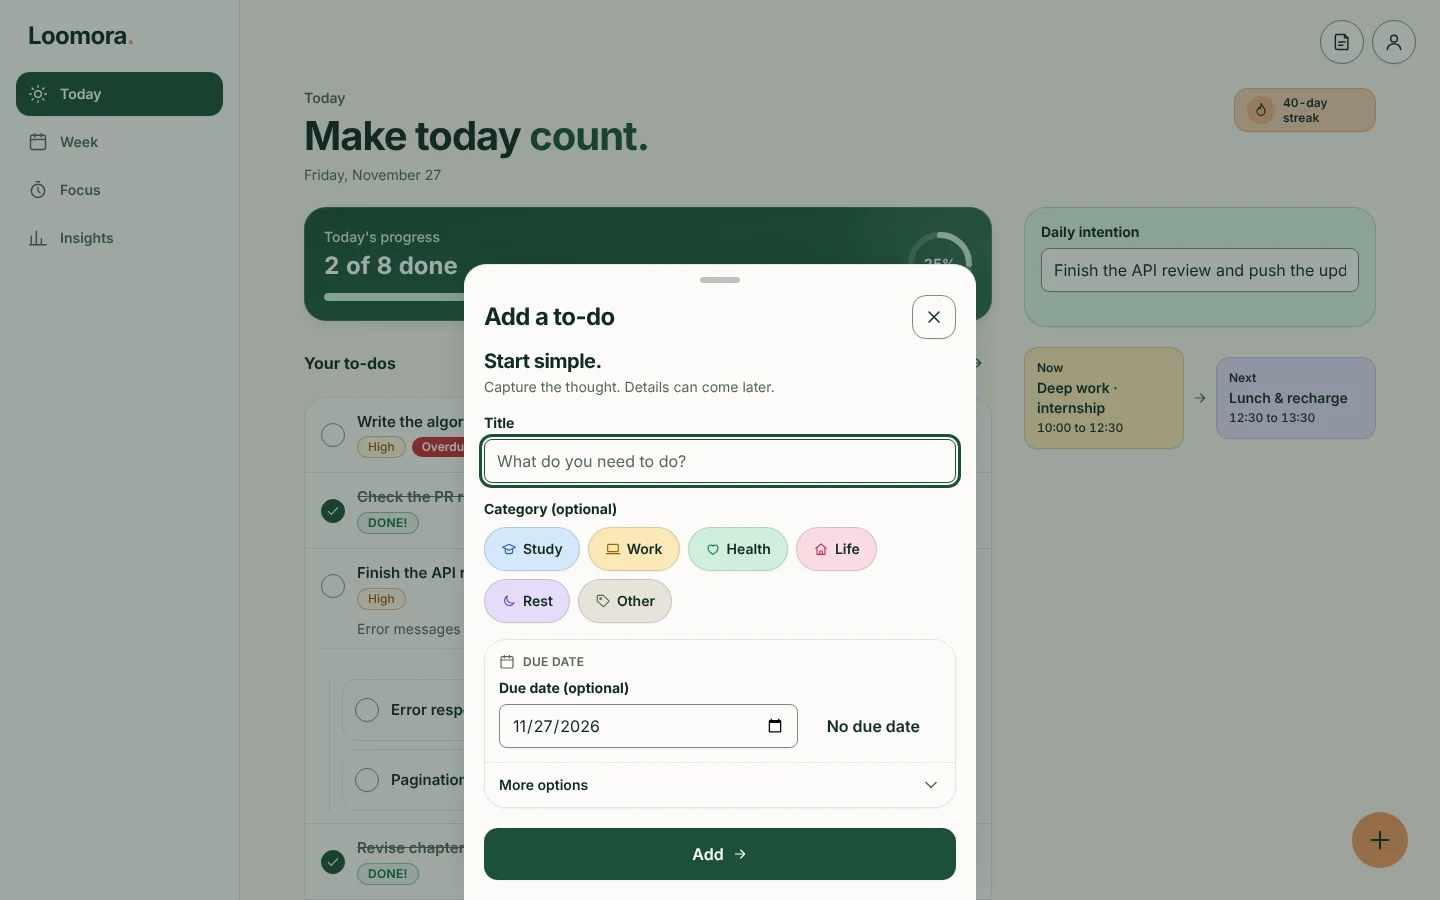 Loomora.
Today
Week
Focus
Insights
Today
Make today count.
Friday, November 27
40-day
streak
Today's progress
2 of 8 done
Daily intention
Finish the API review and push the upd
Now
Deep work ·
internship
10:00 to 12:30
Next
Lunch & recharge
12:30 to 13:30
Your to-dos
Write the algor
High
Overdu
Check the PR r
DONE!
Finish the API r
High
Error messages
Error resp
Pagination
Revise chapter
DONE!
Add a to-do
Start simple.
Capture the thought. Details can come later.
Title
What do you need to do?
Category (optional)
Study
Work
Health
Life
Rest
Other
DUE DATE
Due date (optional)
11/27/2026
No due date
More options
Add